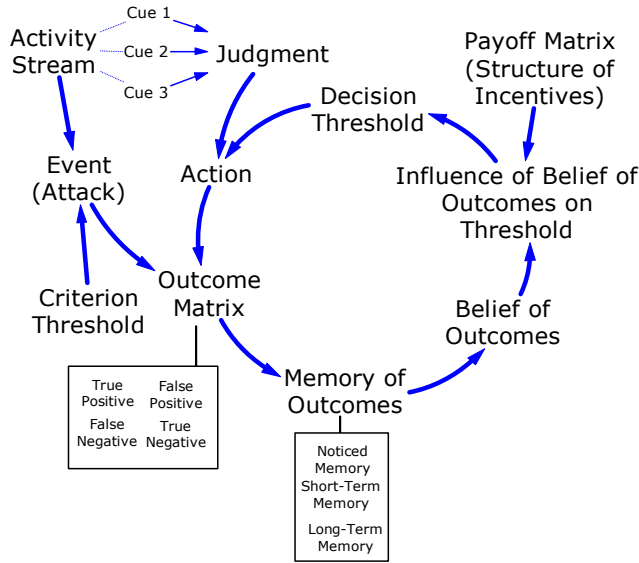 Activity
Stream
Cue 1
Cue 2
Cue 3
Judgment
Payoff Matrix
(Structure of
Incentives)
Decision
Threshold
Event
(Attack)
Action
Influence of Belief of
Outcomes on
Threshold
Criterion
Threshold
Outcome
Matrix
Belief of
Outcomes
True
Positive
False
Positive
False
Negative
True
Negative
Memory of
Outcomes
Noticed
Memory
Short-Term
Memory
Long-Term
Memory